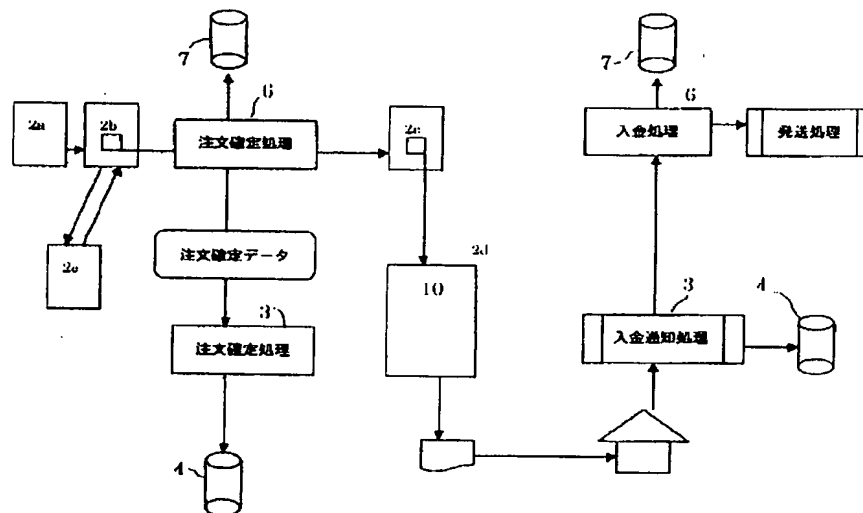 7
7
6
6
2a
2b
注文確定処理
2c
入金処理
発送処理
2e
注文確定データ
2d
10
3
注文確定処理
3
入金通知処理
4
4